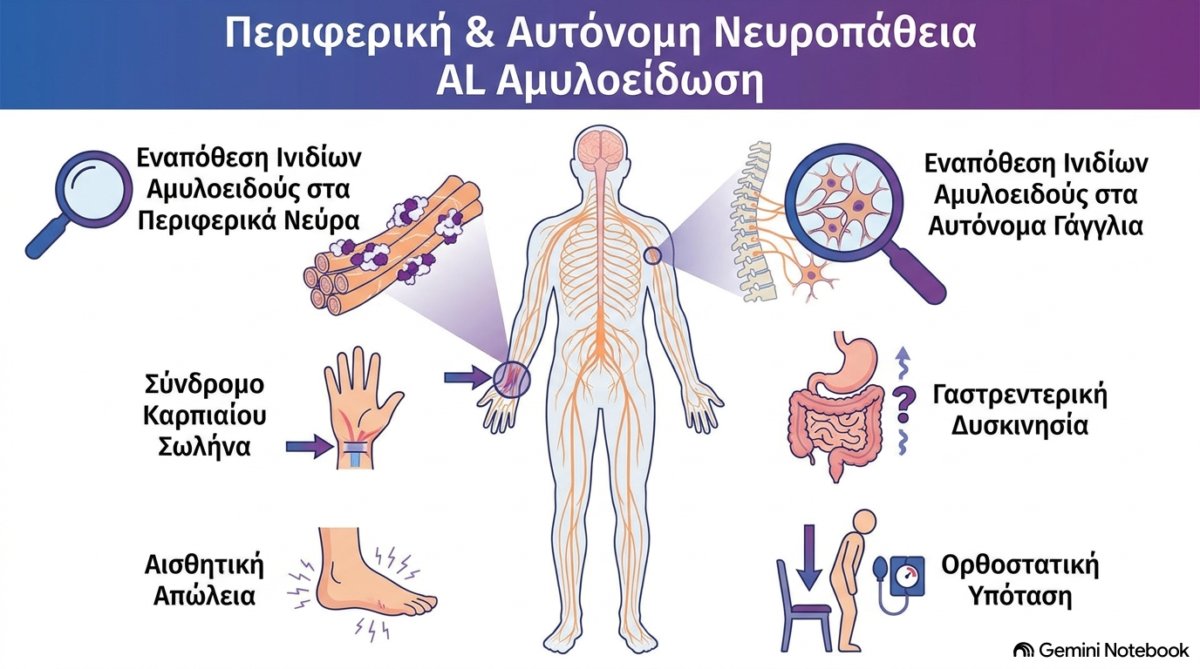 Περιφερική & Αυτόνομη Νευροπάθεια
AL Αμυλοείδωση
Εναπόθεση Ινιδίων
Αμυλοειδούς στα
Περιφερικά Νεύρα
Εναπόθεση Ινιδίων
Αμυλοειδούς στα
Αυτόνομα Γάγγλια
Σύνδρομο
Καρπιαίου
Σωλήνα
?
Γαστρεντερική
Δυσκινησία
Αισθητική
Απώλεια
Ορθοστατική
Υπόταση
Gemini Notebook